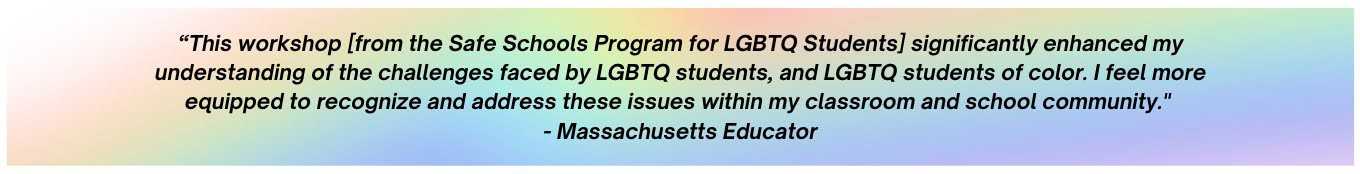 “This workshop [from the Safe Schools Program for LGBTQ Students] significantly enhanced my
understanding of the challenges faced by LGBTQ students, and LGBTQ students of color. I feel more
equipped to recognize and address these issues within my classroom and school community."
- Massachusetts Educator